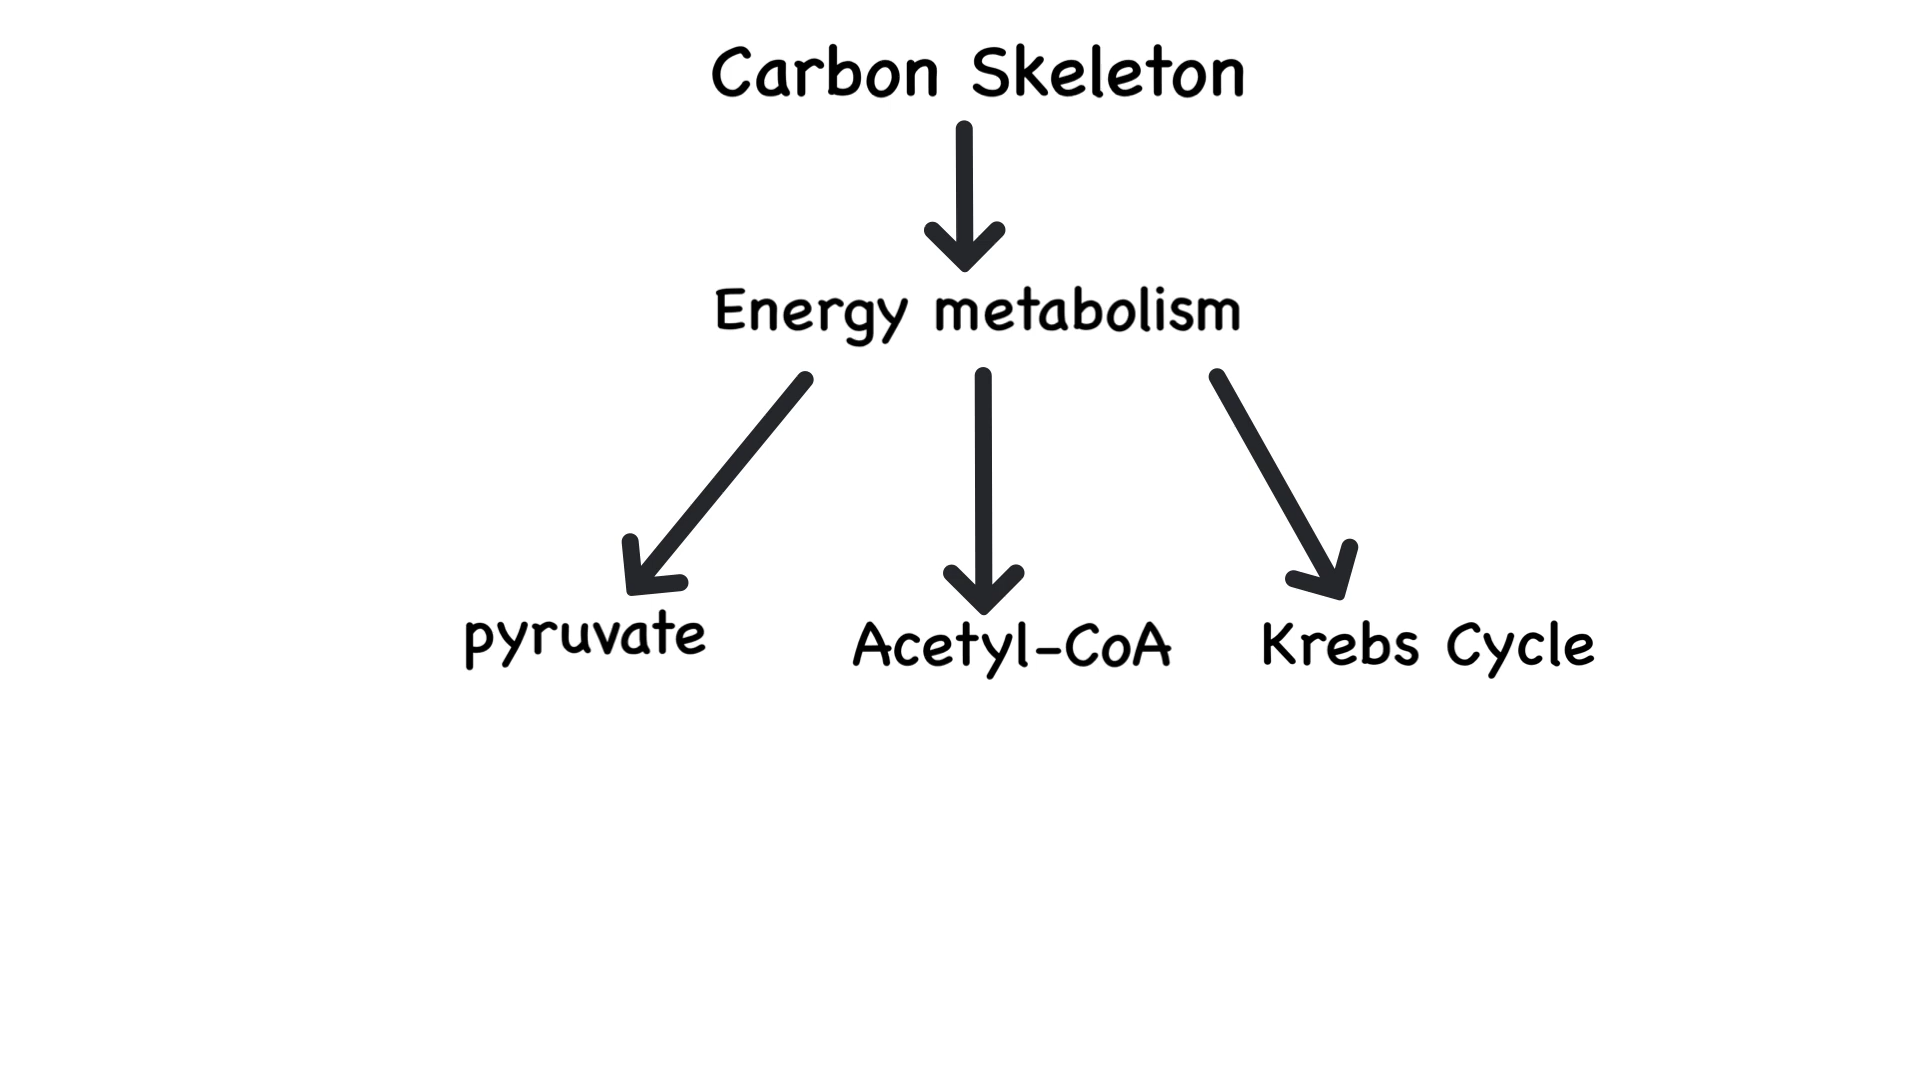 Carbon Skeleton
Energy metabolism
pyruvate
Acetyl-CoA
Krebs Cycle